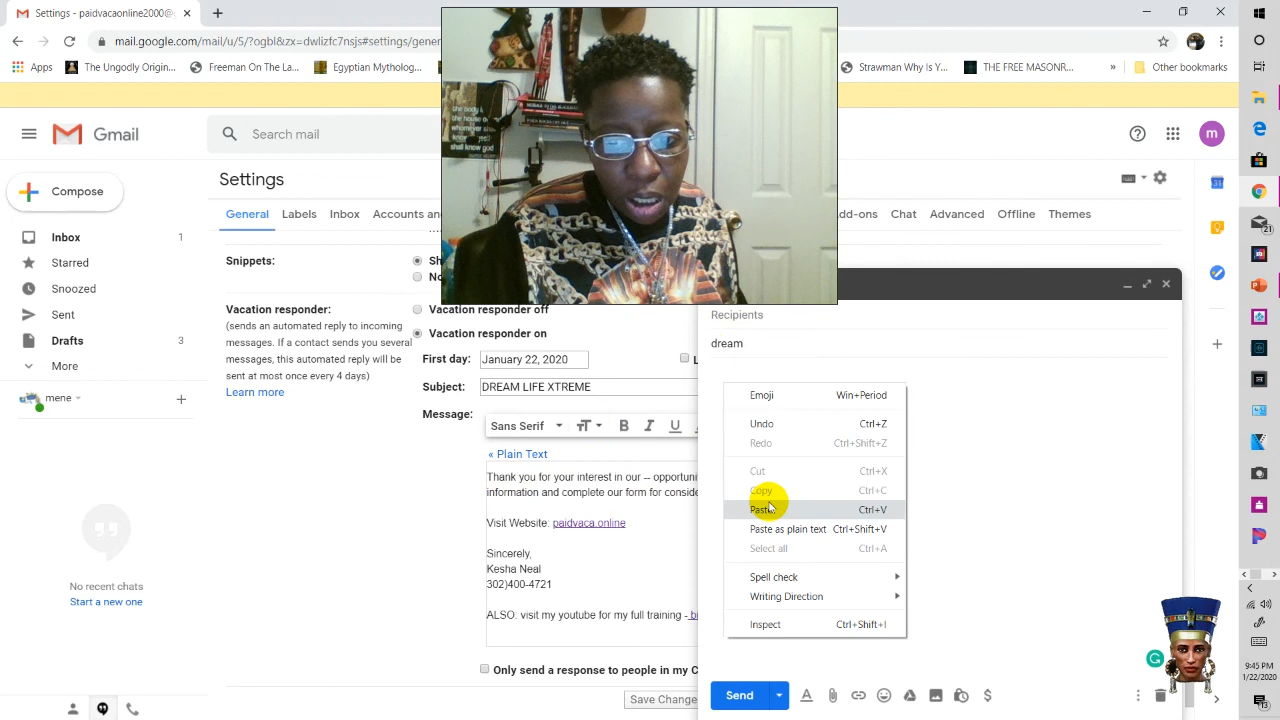 Settings - paidvacaonline2000@
.com/mail/u/5?ogbl&zx=dwliztc7nsjs#settings/gener
Apps
The Ungodly Origin...
Freeman On The La...
Egyptian Mytholog...
Strawman Why Is Y...
THE FREE MASONR...
»
Other bookmarks
Gmail
Search mail
m
Compose
Settings
General
Labels
Inbox
Accounts an
dd-ons
Chat
Advanced
Offline
Themes
Inbox 1
Starred
Snoozed
Sent
Drafts 3
More
mene
No recent chats
Start a new one
Snippets:
Sh
No
Vacation responder:
(sends an automated reply to incoming
messages. If a contact sends you several
messages, this automated reply will be
sent at most once every 4 days)
Learn more
Vacation responder off
Vacation responder on
First day: January 22, 2020
L
Subject: DREAM LIFE XTREME
Message:
Sans Serif
« Plain Text
Thank you for your interest in our -- opportuni
information and complete our form for conside
Visit Website: paidvaca.online
Sincerely,
Kesha Neal
302)400-4721
ALSO: visit my youtube for my full training - b
Only send a response to people in my C
Save Change
Recipients
dream
Emoji Win+Period
Undo Ctrl+Z
Redo Ctrl+Shift+Z
Cut Ctrl+X
Copy Ctrl+C
Paste Ctrl+V
Paste as plain text Ctrl+Shift+V
Select all Ctrl+A
Spell check
Writing Direction
Inspect Ctrl+Shift+I
Send
shall know god
9:45 PM
1/22/2020